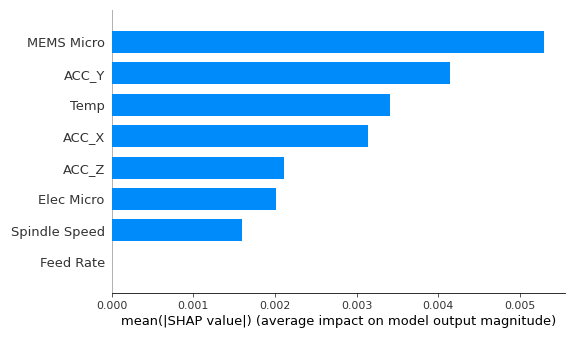 MEMS Micro
ACC_Y
Temp
ACC_X
ACC_Z
Elec Micro
Spindle Speed
Feed Rate
0.000 0.001 0.002 0.003 0.004 0.005
mean(|SHAP value|) (average impact on model output magnitude)